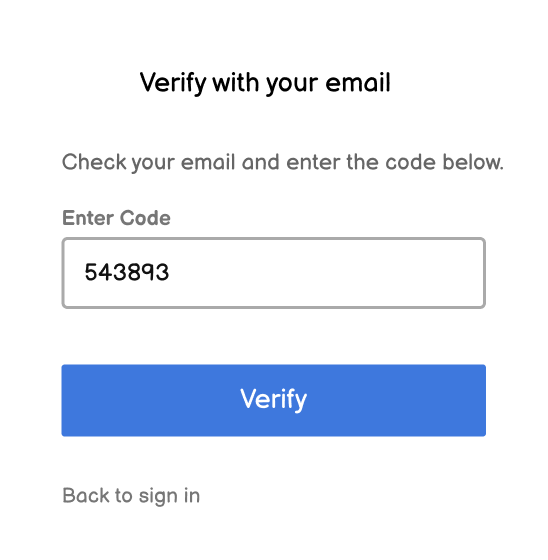 Verify with your email
Check your email and enter the code below.
Enter Code
543893
Verify
Back to sign in